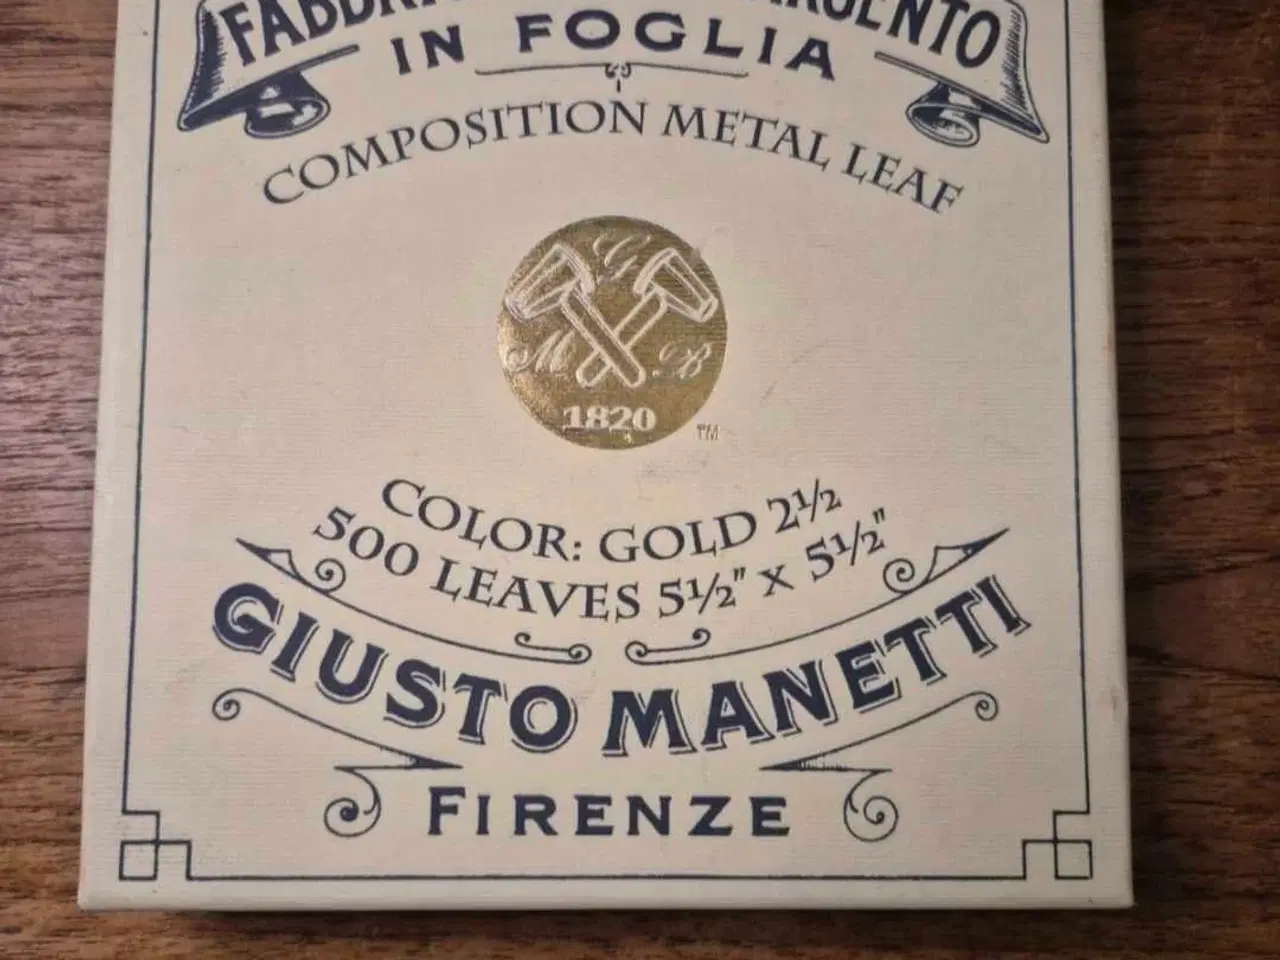 IN FOGLIA
COMPOSITION METAL LEAF
G
M B
1820
TM
COLOR: GOLD 2½
500 LEAVES 5½" x 5½"
GIUSTO MANETTI
FIRENZE